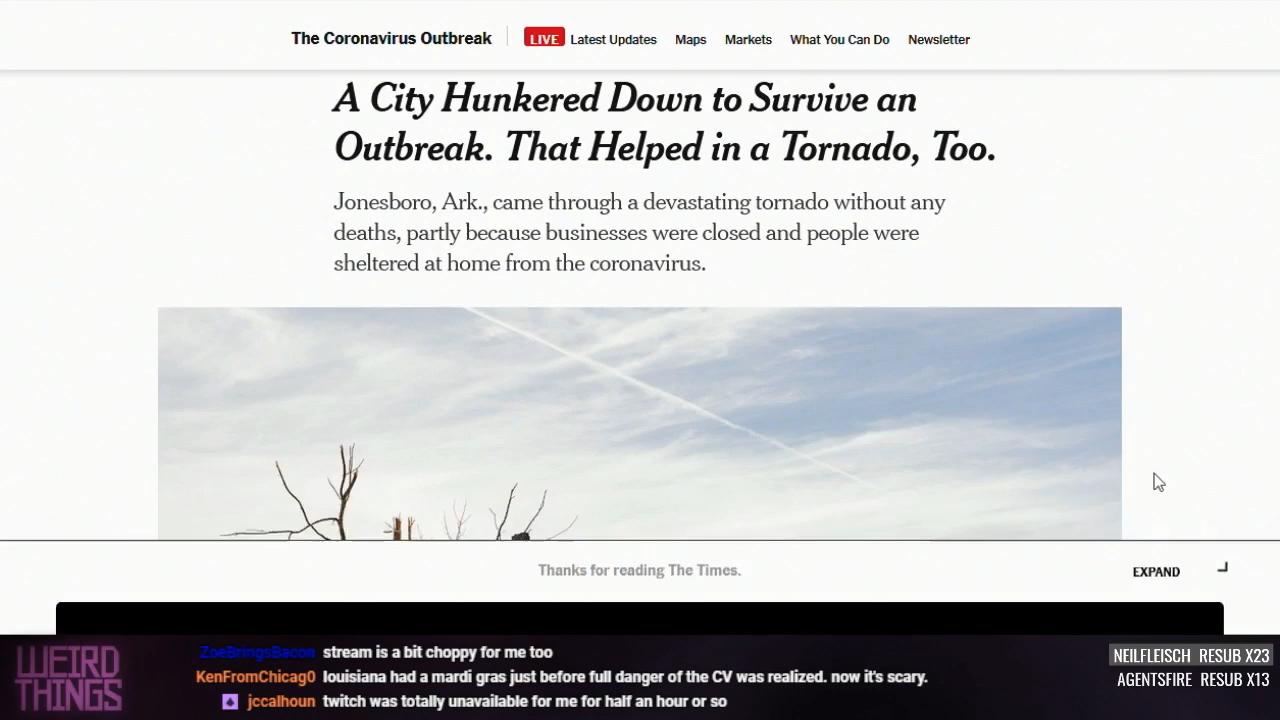 The Coronavirus Outbreak LIVE Latest Updates Maps Markets What You Can Do Newsletter
A City Hunkered Down to Survive an
Outbreak. That Helped in a Tornado, Too.
Jonesboro, Ark., came through a devastating tornado without any
deaths, partly because businesses were closed and people were
sheltered at home from the coronavirus.
Thanks for reading The Times.
EXPAND
WEIRD
THINGS
ZoeBringsBacon stream is a bit choppy for me too
KenFromChicag0 louisiana had a mardi gras just before full danger of the CV was realized. now it's scary.
jccalhoun twitch was totally unavailable for me for half an hour or so
NEILFLEISCH RESUB X23
AGENTSFIRE RESUB X13